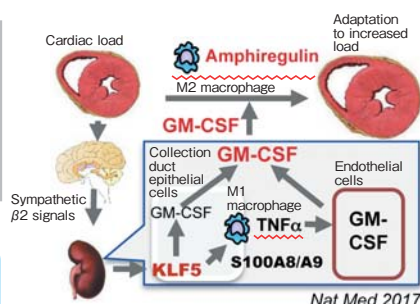 Cardiac load
Amphiregulin
Adaptation
to increased
load
M2 macrophage
GM-CSF
Sympathetic
β2 signals
Collection
duct
epithelial
cells
GM-CSF
GM-CSF
M1
macrophage
TNFα
KLF5
S100A8/A9
Endothelial
cells
GM-
CSF
Nat Med 2017